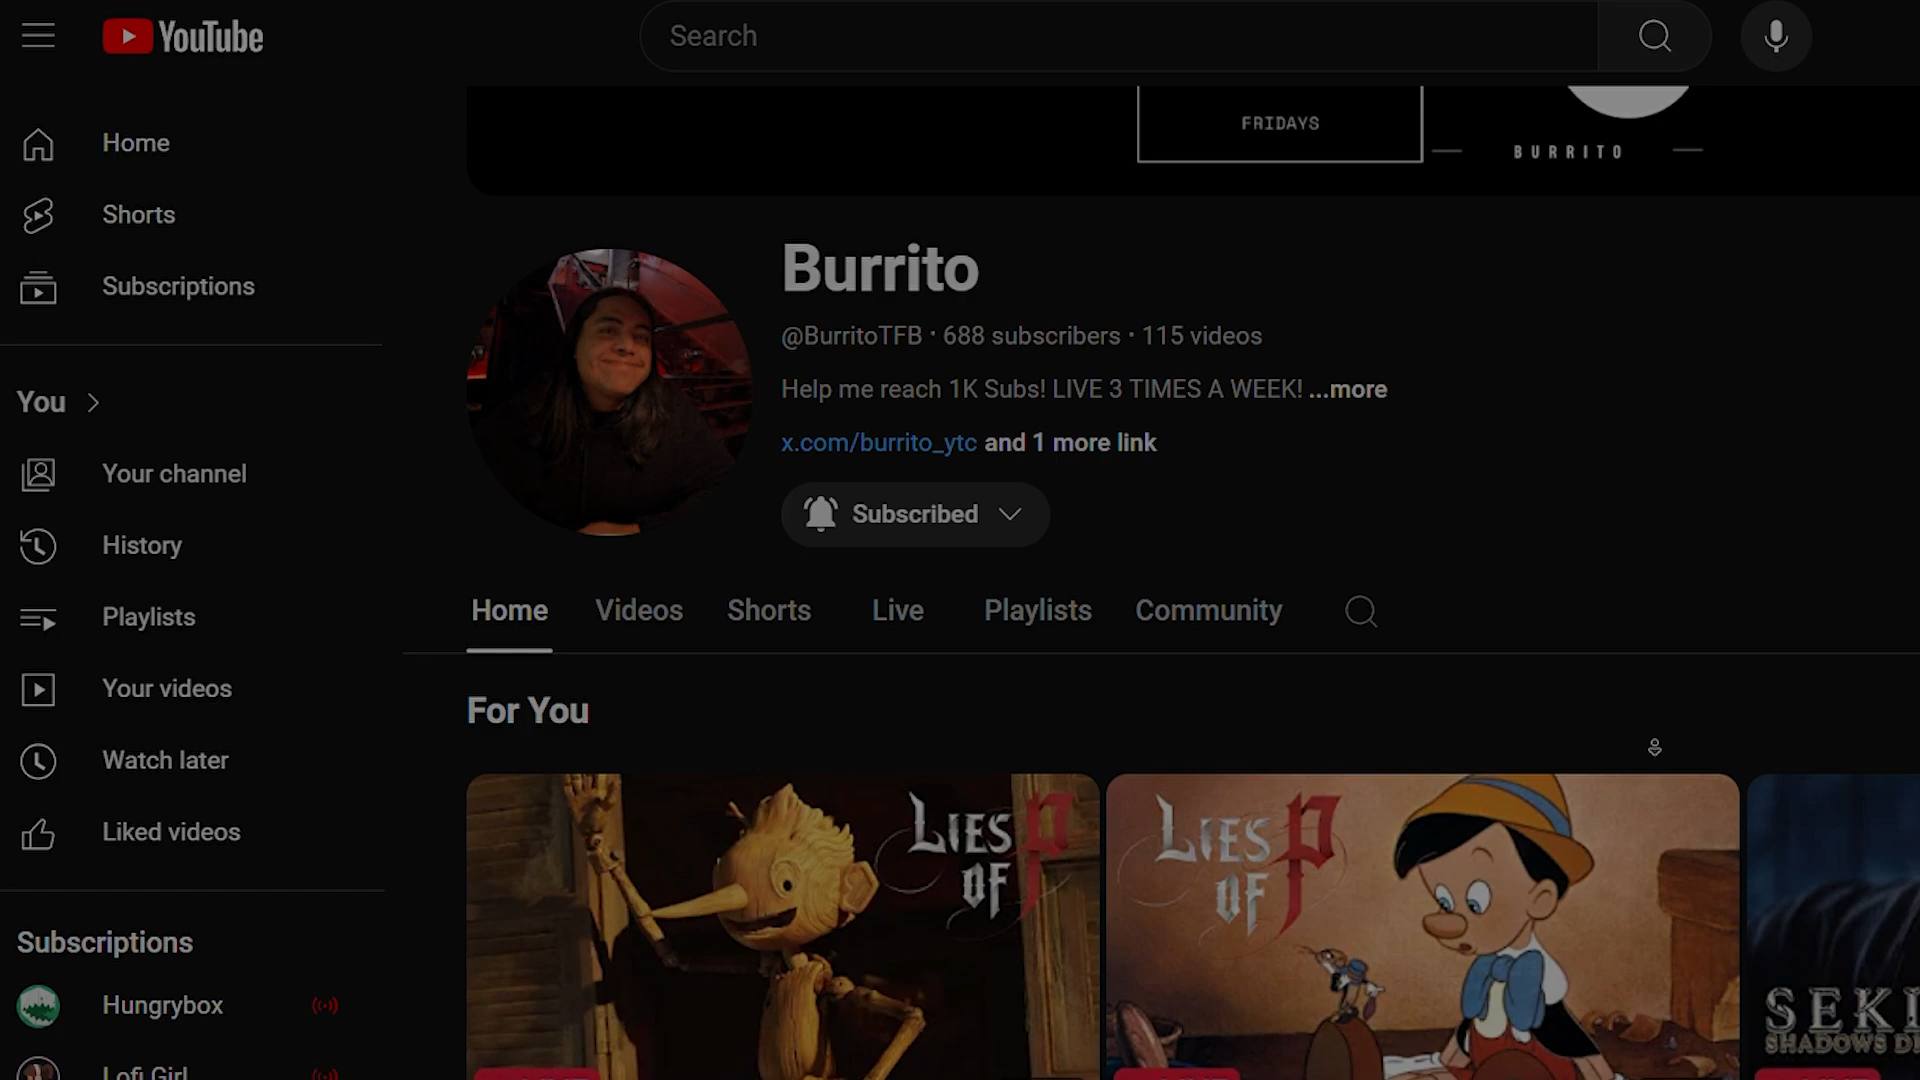 YouTube
Search
Home
Shorts
Subscriptions
You
Your channel
History
Playlists
Your videos
Watch later
Liked videos
Subscriptions
Hungrybox
Lofi Girl
FRIDAYS
BURRITO
Burrito
@BurritoTFB · 688 subscribers · 115 videos
Help me reach 1K Subs! LIVE 3 TIMES A WEEK! ...more
x.com/burrito_ytc and 1 more link
Subscribed
Home Videos Shorts Live Playlists Community
For You
LIES
OF P
LIES
OF P
SEKI
SHADOWS DI